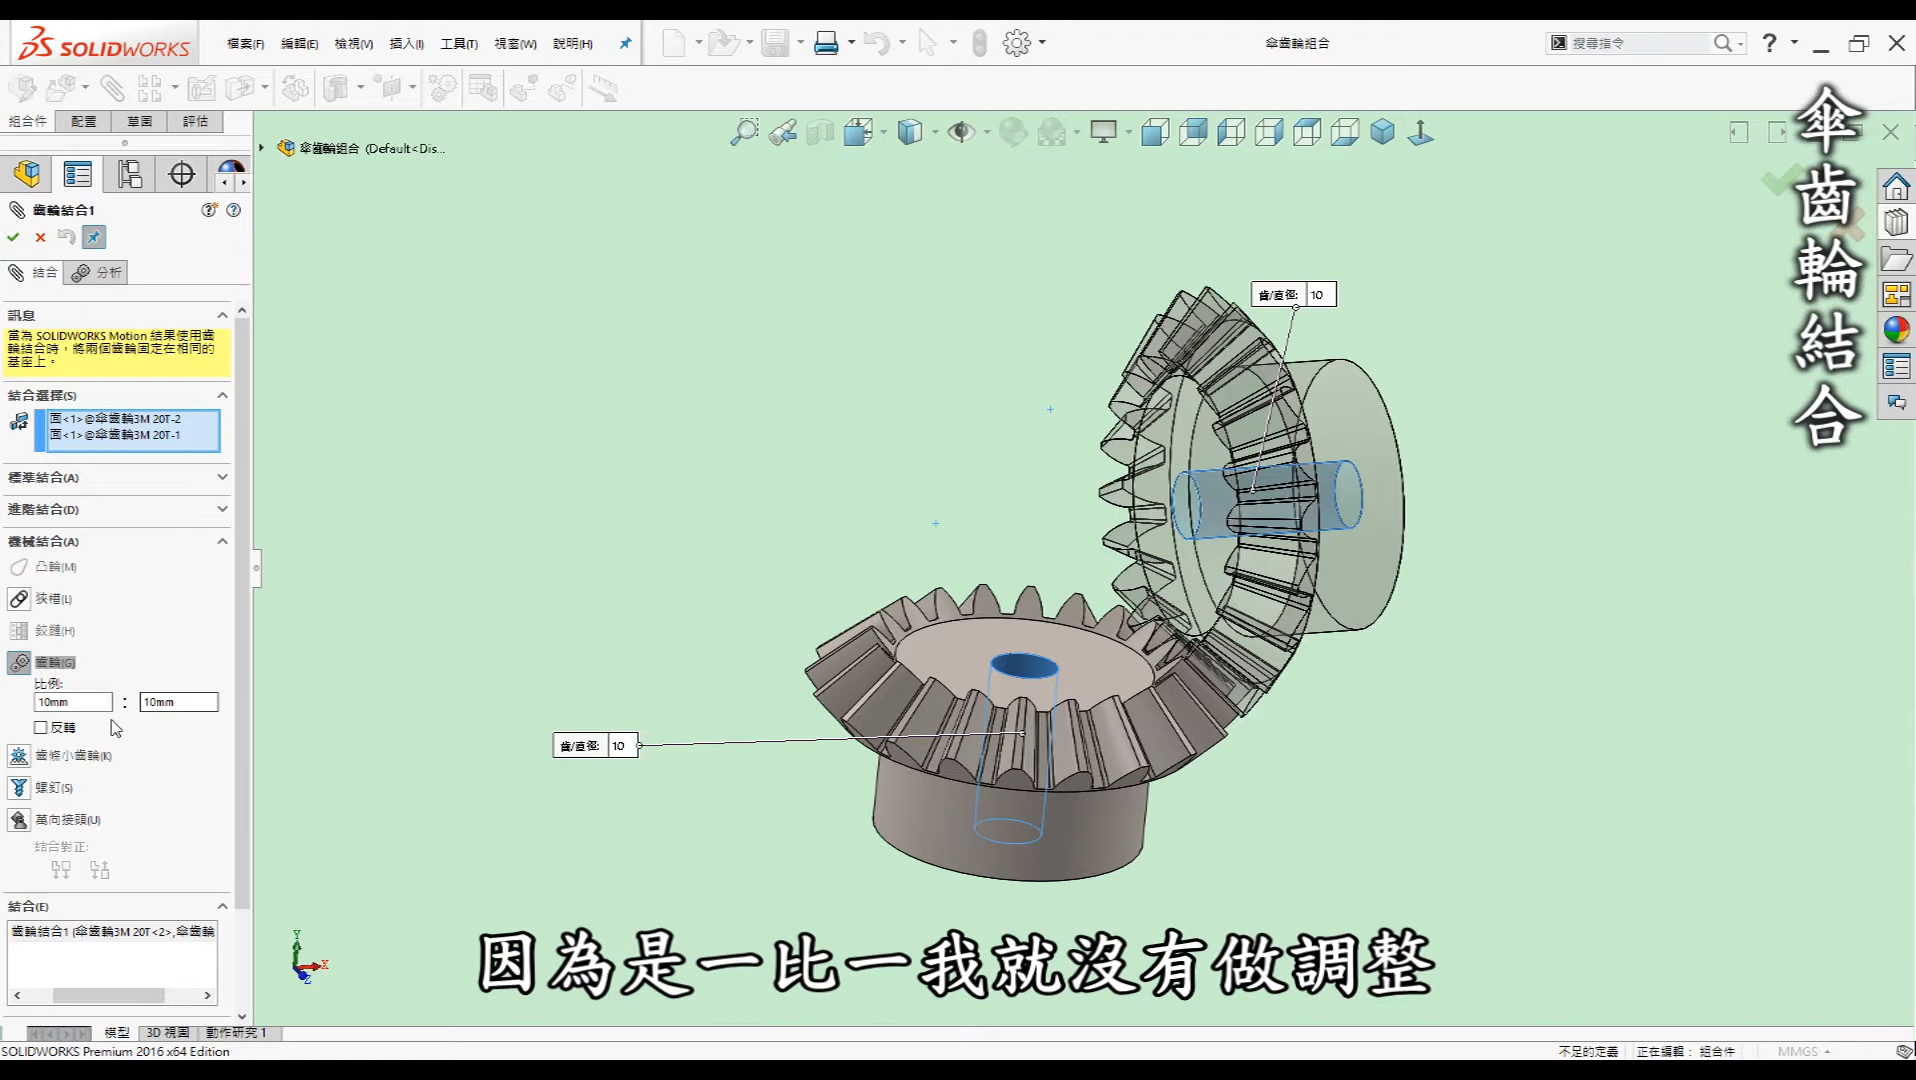 SOLIDWORKS
檔案(F) 編輯(E) 檢視(V) 插入(I) 工具(T) 視窗(W) 說明(H)
傘齒輪組合
搜尋指令
組合件 配置 草圖 評估
傘齒輪組合 (Default<Dis...
傘齒輪結合
齒輪結合1
結合 分析
訊息
當為 SOLIDWORKS Motion 結果使用齒
輪結合時，將兩個齒輪固定在相同的
基座上。
結合選擇(S)
面<1>@傘齒輪3M 20T-2
面<1>@傘齒輪3M 20T-1
標準結合(A)
進階結合(D)
機械結合(A)
凸輪(M)
狹槽(L)
鉸鏈(H)
齒輪(G)
比例:
10mm : 10mm
反轉
齒條小齒輪(K)
螺釘(S)
萬向接頭(U)
結合對正:
結合(E)
齒輪結合1 (傘齒輪3M 20T<2>,傘齒輪
齒/直徑: 10
齒/直徑: 10
Y
X
Z
因為是一比一我就沒有做調整
模型 3D 視圖 動作研究 1
SOLIDWORKS Premium 2016 x64 Edition
不足的定義 正在編輯： 組合件 MMGS